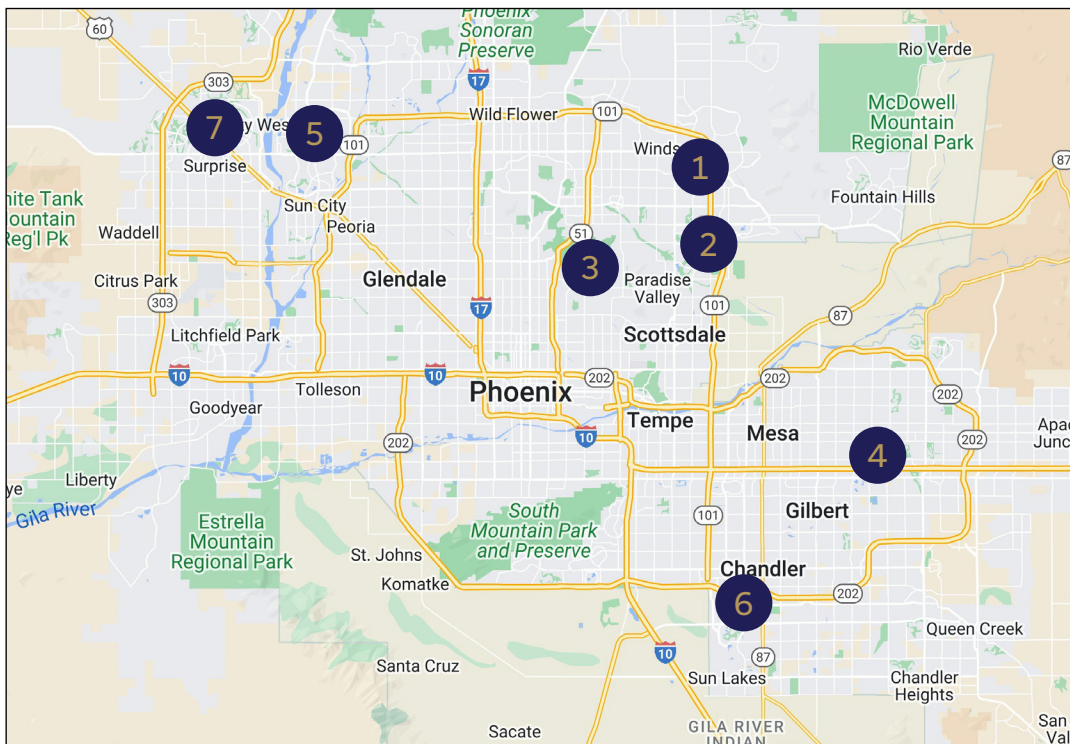 60
Phoenix
Sonoran
Preserve
Rio Verde
17
303
Wild Flower
101
McDowell
Mountain
Regional Park
7
5
101
Winds
1
87
Surprise
Sun City
Peoria
Fountain Hills
Waddell
51
2
3
Citrus Park
Glendale
Paradise
Valley
303
17
101
87
Litchfield Park
Scottsdale
10
10
Tolleson
Phoenix
202
202
Goodyear
202
Tempe
Mesa
10
202
202
4
Liberty
Gila River
Estrella
Mountain
Regional Park
South
Mountain Park
and Preserve
101
Gilbert
St. Johns
Komatke
Chandler
6
202
Queen Creek
10
87
Santa Cruz
Sun Lakes
Chandler
Heights
Sacate
GILA RIVER
INDIAN
San
Val